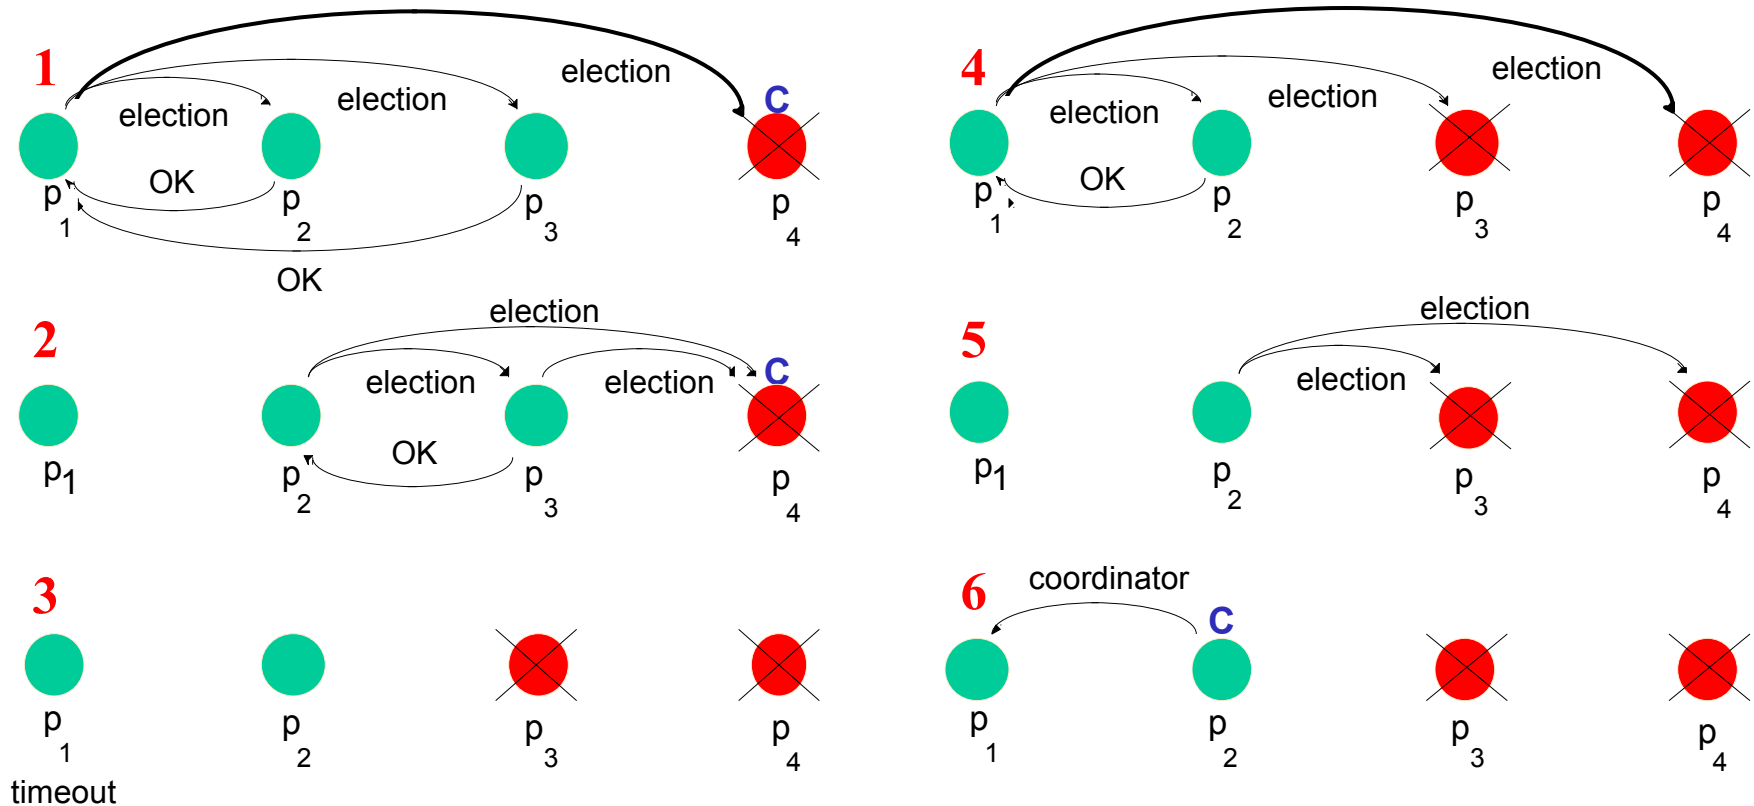 1
election
election
election
C
OK
p1
p2
p3
p4
OK
2
election
election
election
C
OK
p1
p2
p3
p4
3
p1
p2
p3
p4
timeout
4
election
election
election
OK
p1
p2
p3
p4
5
election
election
p1
p2
p3
p4
6
coordinator
C
p1
p2
p3
p4